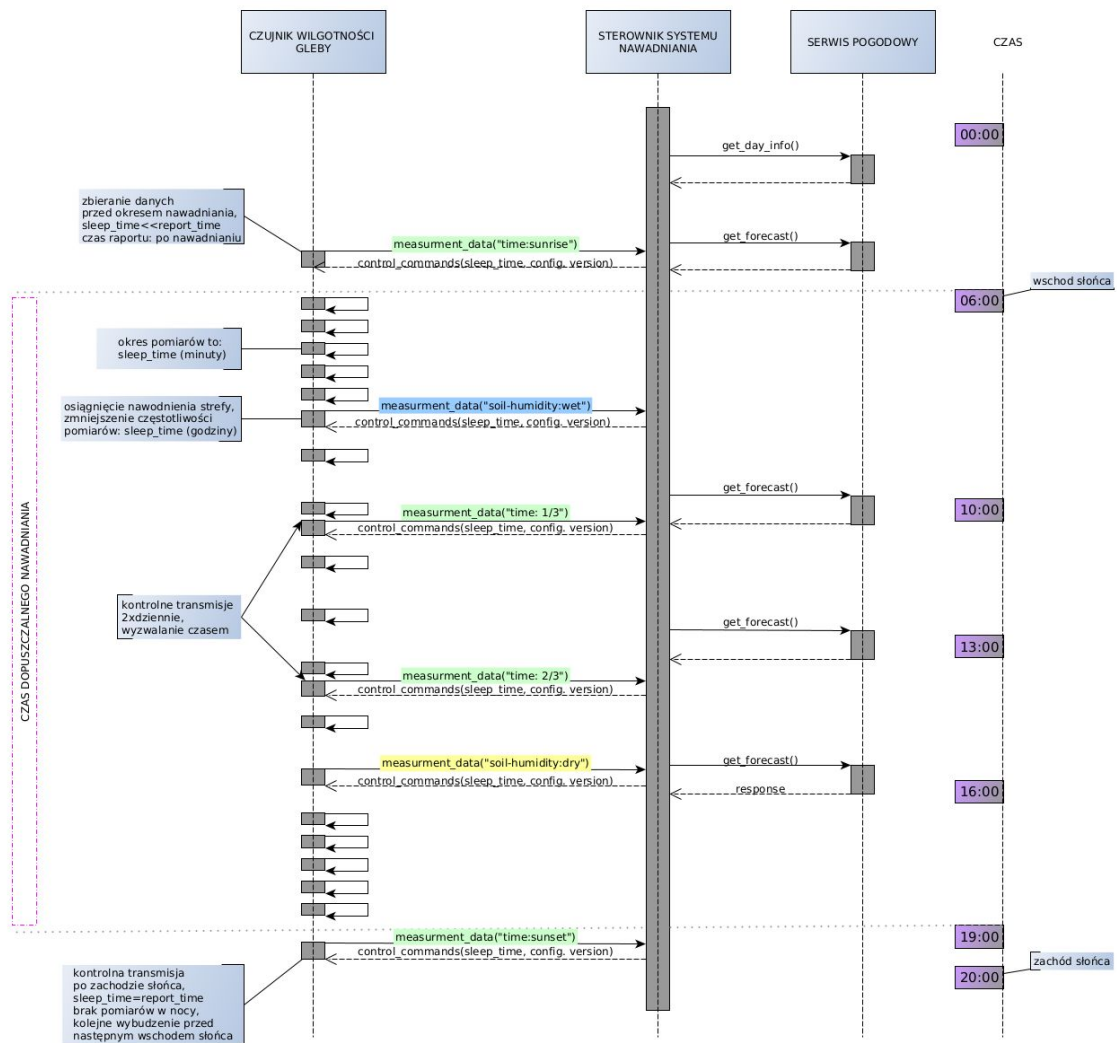 CZUJNIK WILGOTNOŚCI
GLEBY
STEROWNIK SYSTEMU
NAWADNIANIA
SERWIS POGODOWY
CZAS
00:00
get_day_info()
zbieranie danych
przed okresem nawadniania,
sleep_time<<report_time
czas raportu: po nawadnianiu
measurment_data("time:sunrise")
get_forecast()
control_commands(sleep_time, config. version)
wschod słońca
06:00
okres pomiarów to:
sleep_time (minuty)
osiągnięcie nawodnienia strefy,
zmniejszenie częstotliwości
pomiarów: sleep_time (godziny)
measurment_data("soil-humidity:wet")
control_commands(sleep_time, config. version)
CZAS DOPUSZCZALNEGO NAWADNIANIA
get_forecast()
10:00
measurment_data("time: 1/3")
control_commands(sleep_time, config. version)
kontrolne transmisje
2xdziennie,
wyzwalanie czasem
get_forecast()
13:00
measurment_data("time: 2/3")
control_commands(sleep_time, config. version)
measurment_data("soil-humidity:dry")
get_forecast()
control_commands(sleep_time, config. version)
response
16:00
measurment_data("time:sunset")
19:00
control_commands(sleep_time, config. version)
zachód słońca
20:00
kontrolna transmisja
po zachodzie słońca,
sleep_time=report_time
brak pomiarów w nocy,
kolejne wybudzenie przed
następnym wschodem słońca